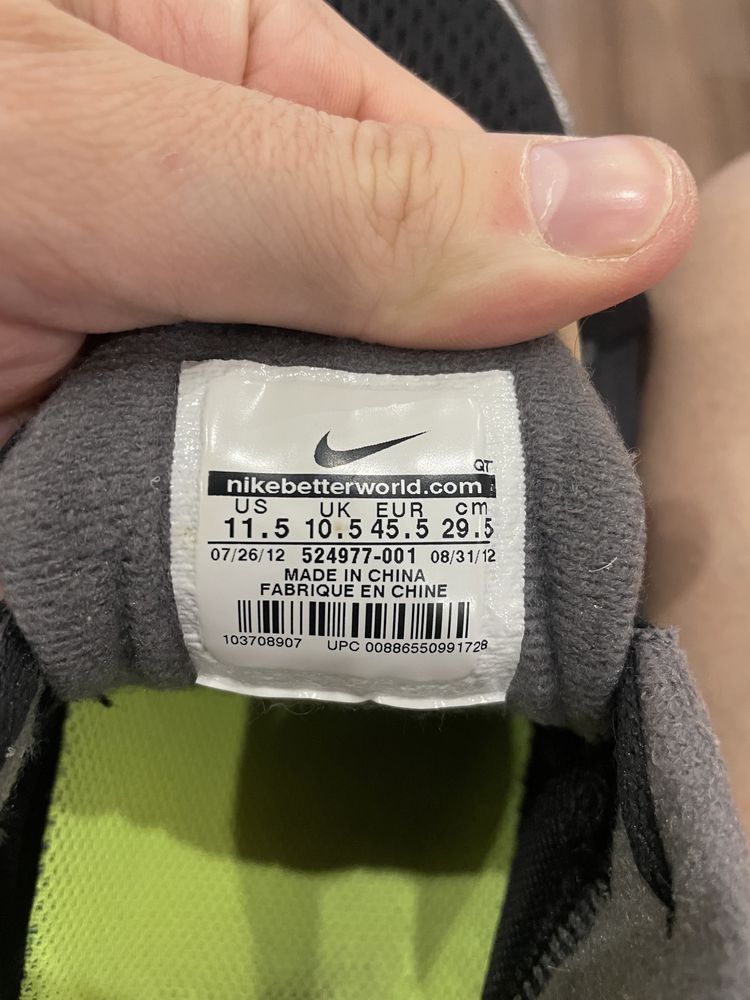 QT
nikebetterworld.com
US UK EUR cm
11.5 10.5 45.5 29.5
07/26/12 524977-001 08/31/12
MADE IN CHINA
FABRIQUE EN CHINE
103708907 UPC 00886550991728